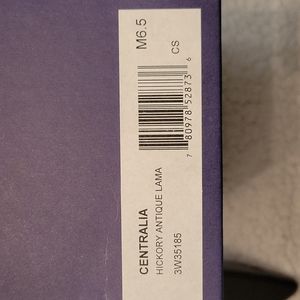 CENTRALIA
HICKORY ANTIQUE LAMA
3W35185
M6.5
CS
7 80978 52873 6